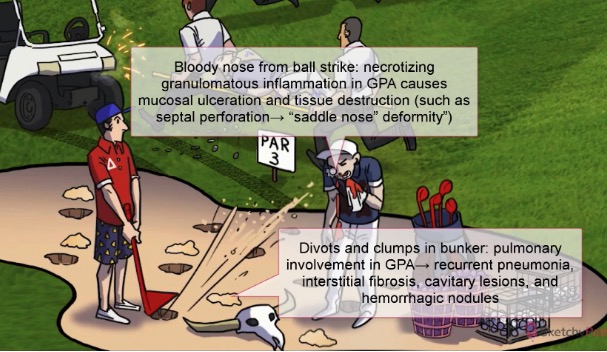 Bloody nose from ball strike: necrotizing
granulomatous inflammation in GPA causes
mucosal ulceration and tissue destruction (such as
septal perforation→ “saddle nose” deformity”)
PAR
3
Divots and clumps in bunker: pulmonary
involvement in GPA→ recurrent pneumonia,
interstitial fibrosis, cavitary lesions, and
hemorrhagic nodules